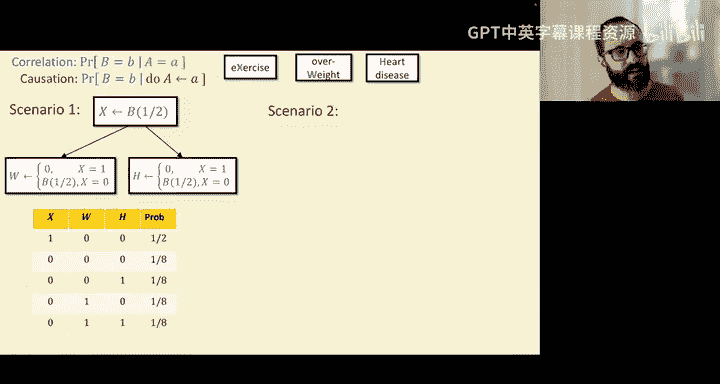 GPT中英字幕课程资源
Correlation: Pr[ B = b | A = a ]
Causation: Pr[ B = b | do A ← a ]
eXercise
over-
Weight
Heart
disease
Scenario 1:
X ← B(1/2)
Scenario 2:
W ← { 0, X = 1
B(1/2), X = 0
H ← { 0, X = 1
B(1/2), X = 0
X W H Prob
1 0 0 1/2
0 0 0 1/8
0 0 1 1/8
0 1 0 1/8
0 1 1 1/8